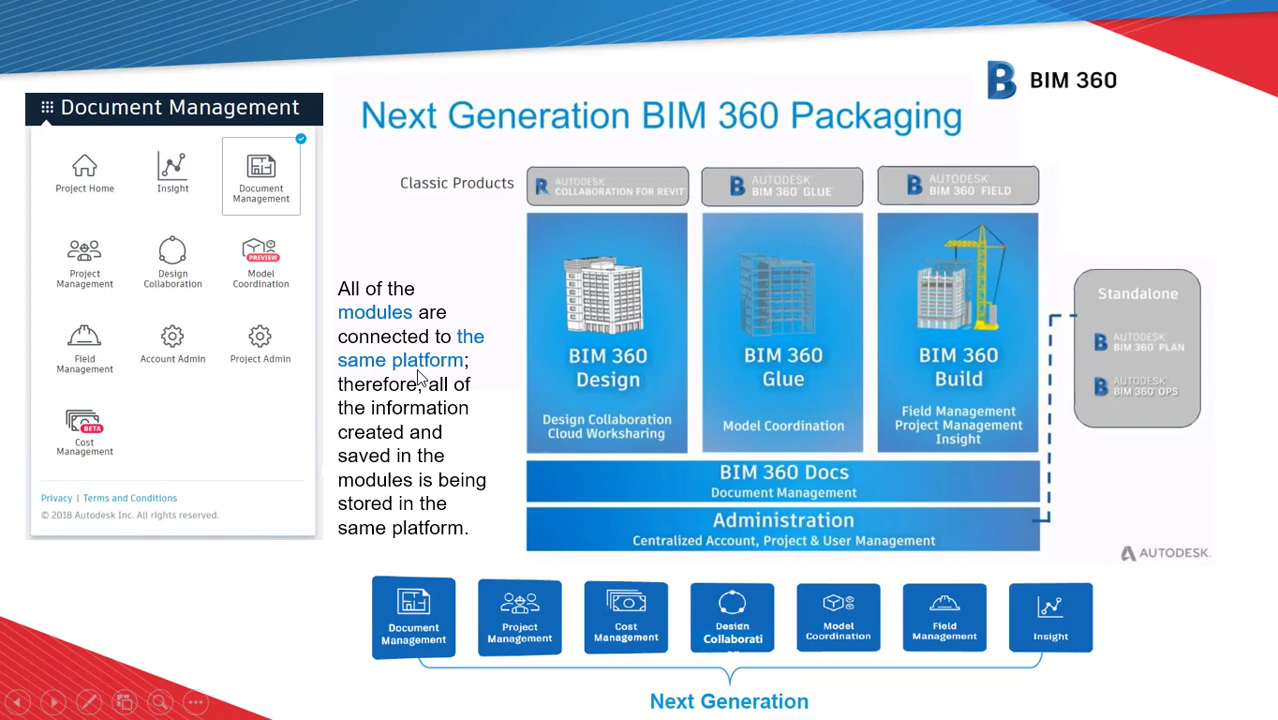 BIM 360
Document Management
Project Home
Insight
Document
Management
Project
Management
Design
Collaboration
PREVIEW
Model
Coordination
Field
Management
Account Admin
Project Admin
BETA
Cost
Management
Privacy | Terms and Conditions
© 2018 Autodesk Inc. All rights reserved.
All of the
modules are
connected to the
same platform;
therefore, all of
the information
created and
saved in the
modules is being
stored in the
same platform.
Next Generation BIM 360 Packaging
Classic Products
AUTODESK
COLLABORATION FOR REVIT
AUTODESK
BIM 360 GLUE
AUTODESK
BIM 360 FIELD
BIM 360
Design
Design Collaboration
Cloud Worksharing
BIM 360
Glue
Model Coordination
BIM 360
Build
Field Management
Project Management
Insight
Standalone
AUTODESK
BIM 360 PLAN
AUTODESK
BIM 360 OPS
BIM 360 Docs
Document Management
Administration
Centralized Account, Project & User Management
AUTODESK
Document
Management
Project
Management
Cost
Management
Design
Collaborati
Model
Coordination
Field
Management
Insight
Next Generation